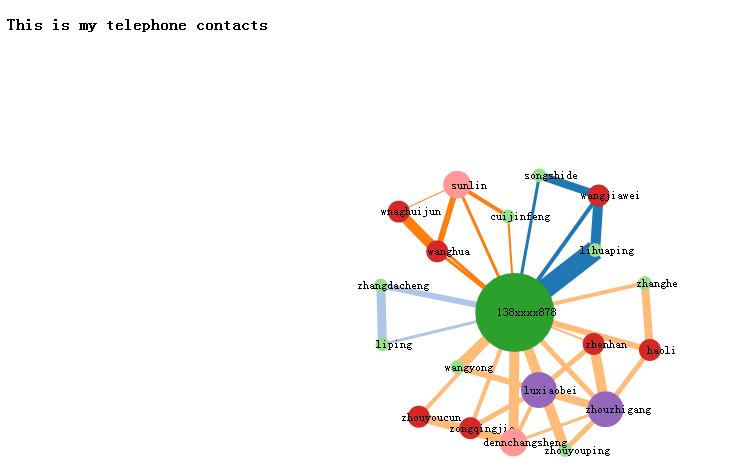 This is my telephone contacts
songshide
sunlin
wangjiawei
wnaghuijun
cuijinfeng
wanghua
lihuaping
zhangdacheng
zhanghe
138xxxx878
liping
zhenhan
haoli
wangyong
luxiaobei
zhouzhigang
zhouyoucun
zongqingjie
dennchangsheng
zhouyouping